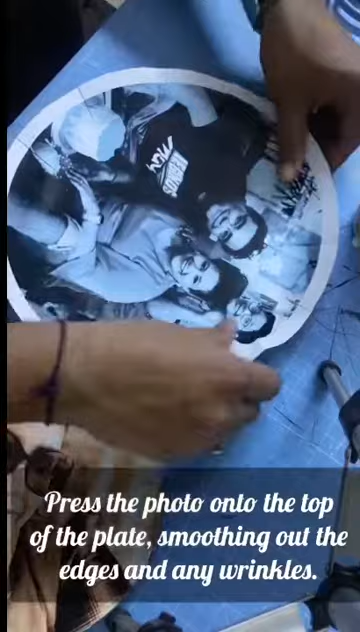 Press the photo onto the top
of the plate, smoothing out the
edges and any wrinkles.